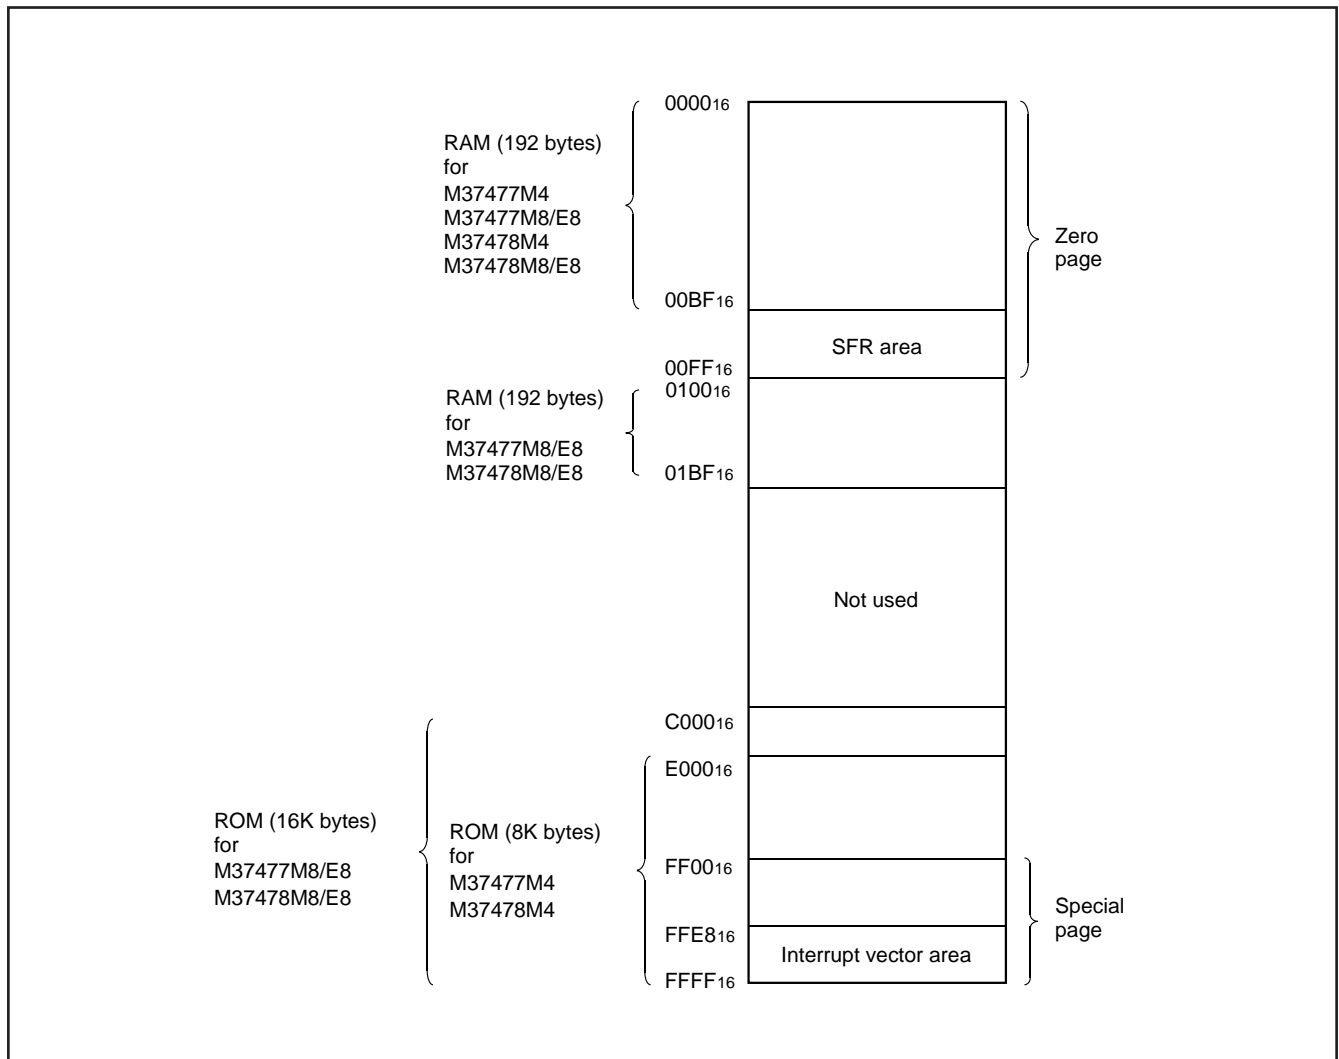 0000₁₆
RAM (192 bytes)
for
M37477M4
M37477M8/E8
M37478M4
M37478M8/E8
Zero
page
00BF₁₆
SFR area
00FF₁₆
0100₁₆
RAM (192 bytes)
for
M37477M8/E8
M37478M8/E8
01BF₁₆
Not used
C000₁₆
E000₁₆
ROM (16K bytes)
for
M37477M8/E8
M37478M8/E8
ROM (8K bytes)
for
M37477M4
M37478M4
FF00₁₆
Special
page
FFE8₁₆
Interrupt vector area
FFFF₁₆